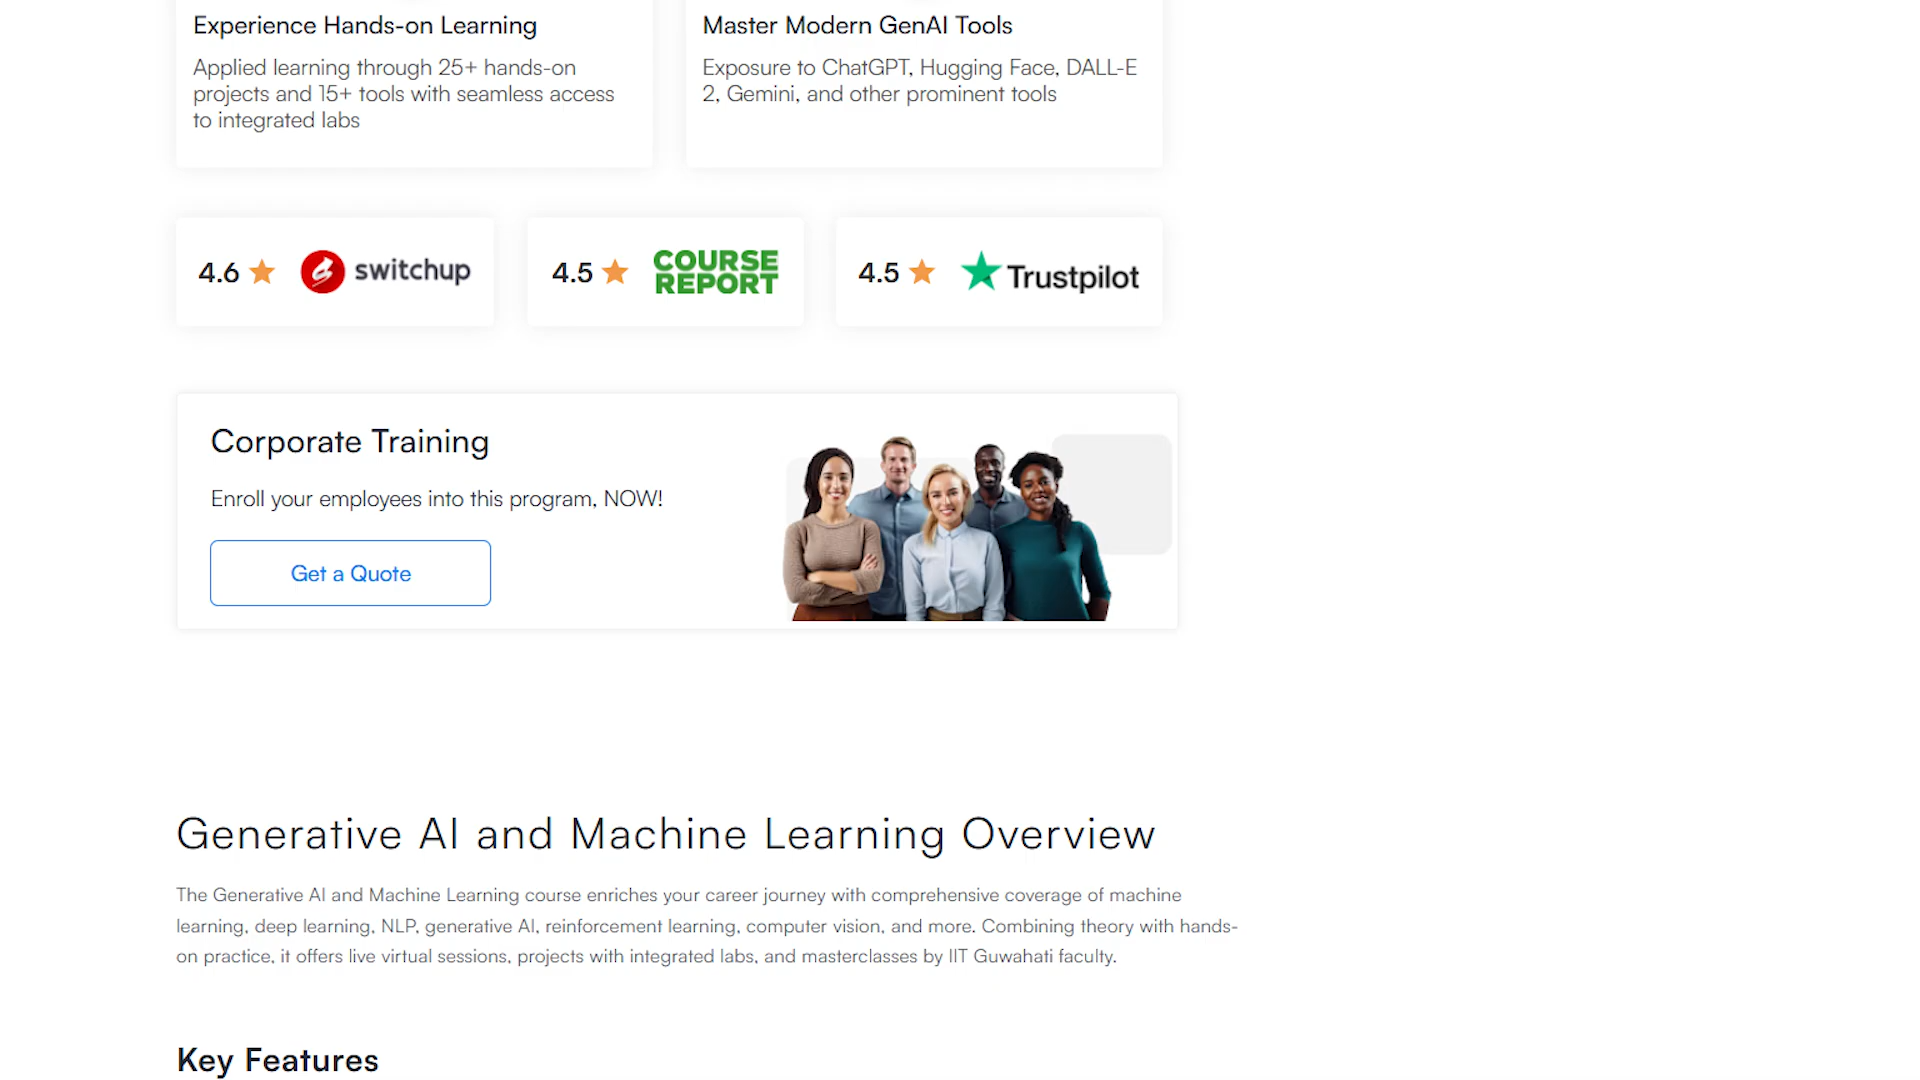 Experience Hands-on Learning
Applied learning through 25+ hands-on
projects and 15+ tools with seamless access
to integrated labs
Master Modern GenAI Tools
Exposure to ChatGPT, Hugging Face, DALL-E
2, Gemini, and other prominent tools
4.6 switchup
4.5 COURSE
REPORT
4.5 Trustpilot
Corporate Training
Enroll your employees into this program, NOW!
Get a Quote
Generative AI and Machine Learning Overview
The Generative AI and Machine Learning course enriches your career journey with comprehensive coverage of machine
learning, deep learning, NLP, generative AI, reinforcement learning, computer vision, and more. Combining theory with hands-
on practice, it offers live virtual sessions, projects with integrated labs, and masterclasses by IIT Guwahati faculty.
Key Features